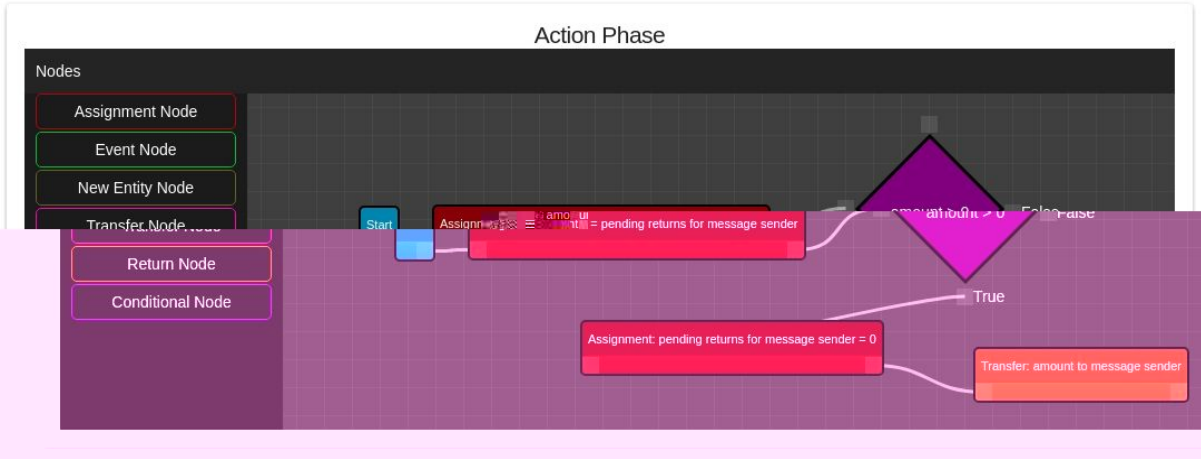 Action Phase
Nodes
Assignment Node
Event Node
New Entity Node
Transfer Node
Return Node
Conditional Node
Start
= pending returns for message sender
amount > 0
False
True
Assignment: pending returns for message sender = 0
Transfer: amount to message sender